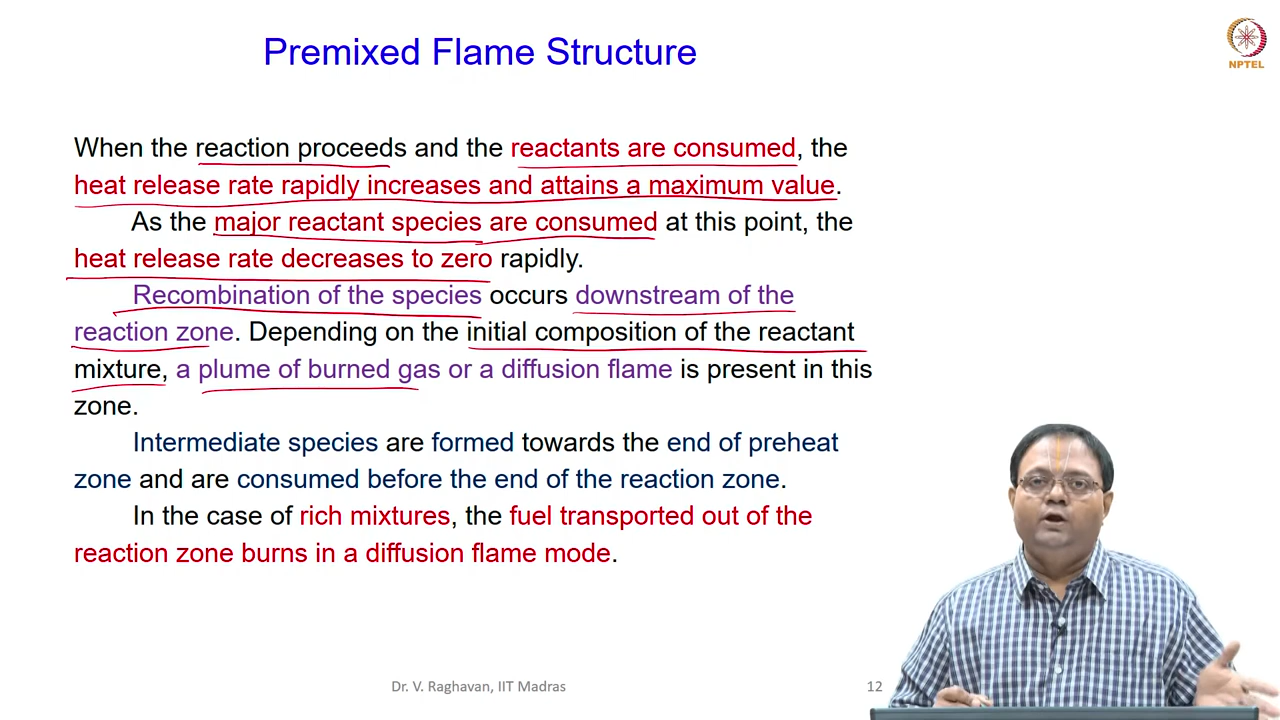 Premixed Flame Structure
NPTEL
When the reaction proceeds and the reactants are consumed, the
heat release rate rapidly increases and attains a maximum value.
As the major reactant species are consumed at this point, the
heat release rate decreases to zero rapidly.
Recombination of the species occurs downstream of the
reaction zone. Depending on the initial composition of the reactant
mixture, a plume of burned gas or a diffusion flame is present in this
zone.
Intermediate species are formed towards the end of preheat
zone and are consumed before the end of the reaction zone.
In the case of rich mixtures, the fuel transported out of the
reaction zone burns in a diffusion flame mode.
Dr. V. Raghavan, IIT Madras
12